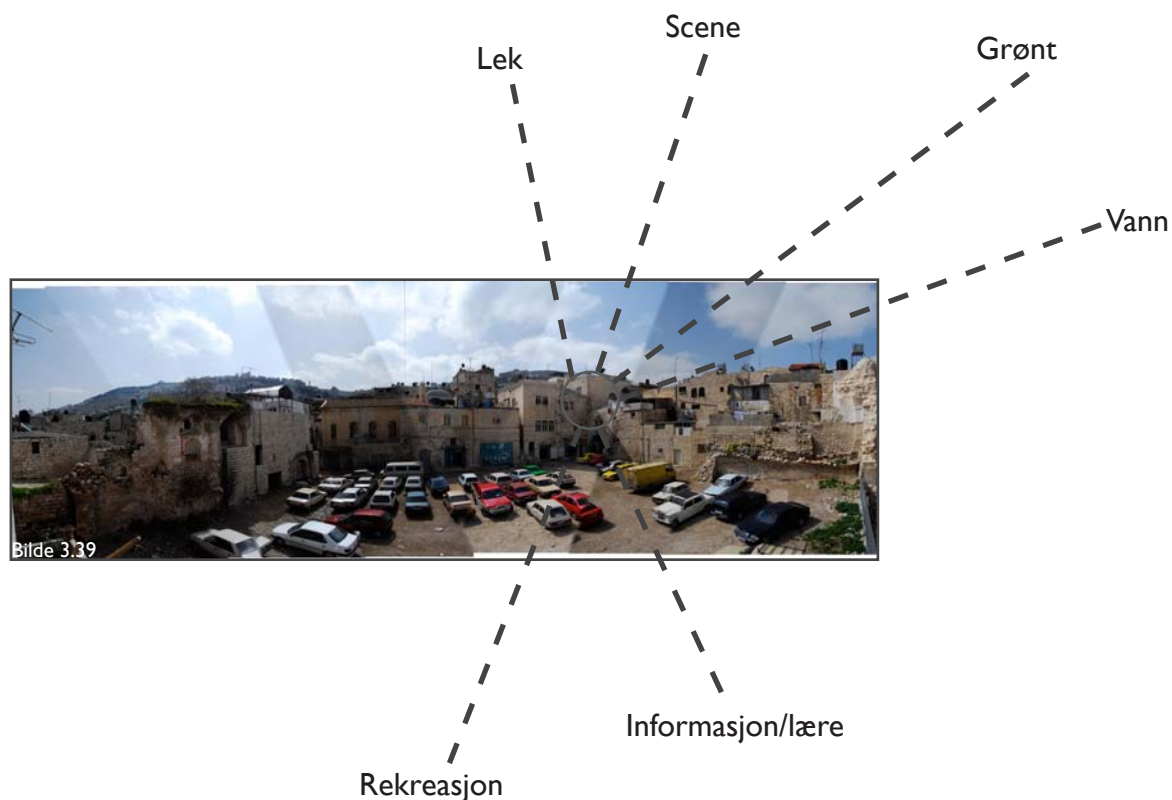 Scene
Lek
Grønt
Vann
Bilde 3.39
Informasjon/lære
Rekreasjon